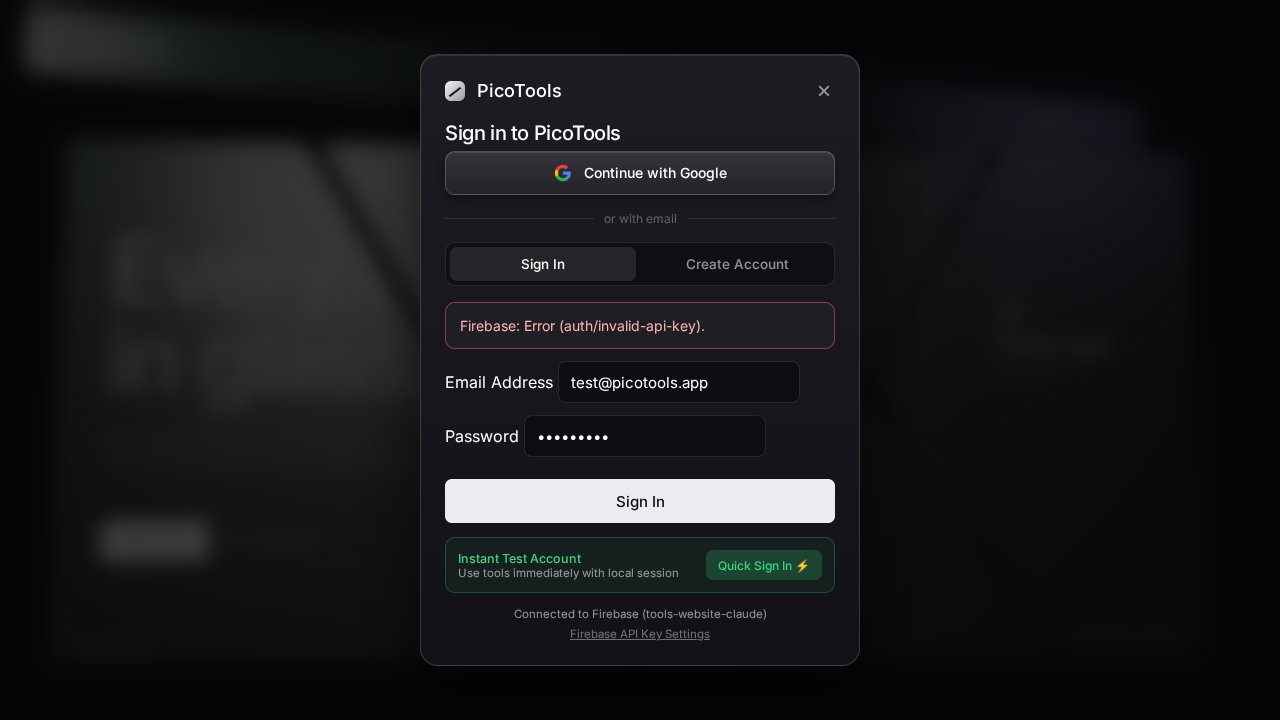 PicoTools
Sign in to PicoTools
Continue with Google
or with email
Sign In
Create Account
Firebase: Error (auth/invalid-api-key).
Email Address
test@picotools.app
Password
•••••••••
Sign In
Instant Test Account
Use tools immediately with local session
Quick Sign In ⚡
Connected to Firebase (tools-website-claude)
Firebase API Key Settings